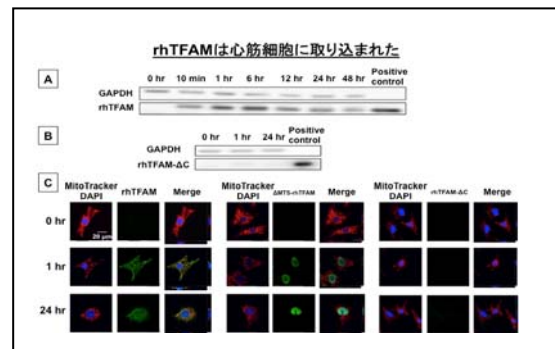 rhTFAMは心筋細胞に取り込まれた
A
0 hr 10 min 1 hr 6 hr 12 hr 24 hr 48 hr Positive control
GAPDH
rhTFAM
B
0 hr 1 hr 24 hr Positive control
GAPDH
rhTFAM-ΔC
C
MitoTracker DAPI rhTFAM Merge MitoTracker DAPI ΔMTS-rhTFAM Merge MitoTracker DAPI rhTFAM-ΔC Merge
0 hr
20 μm
1 hr
24 hr